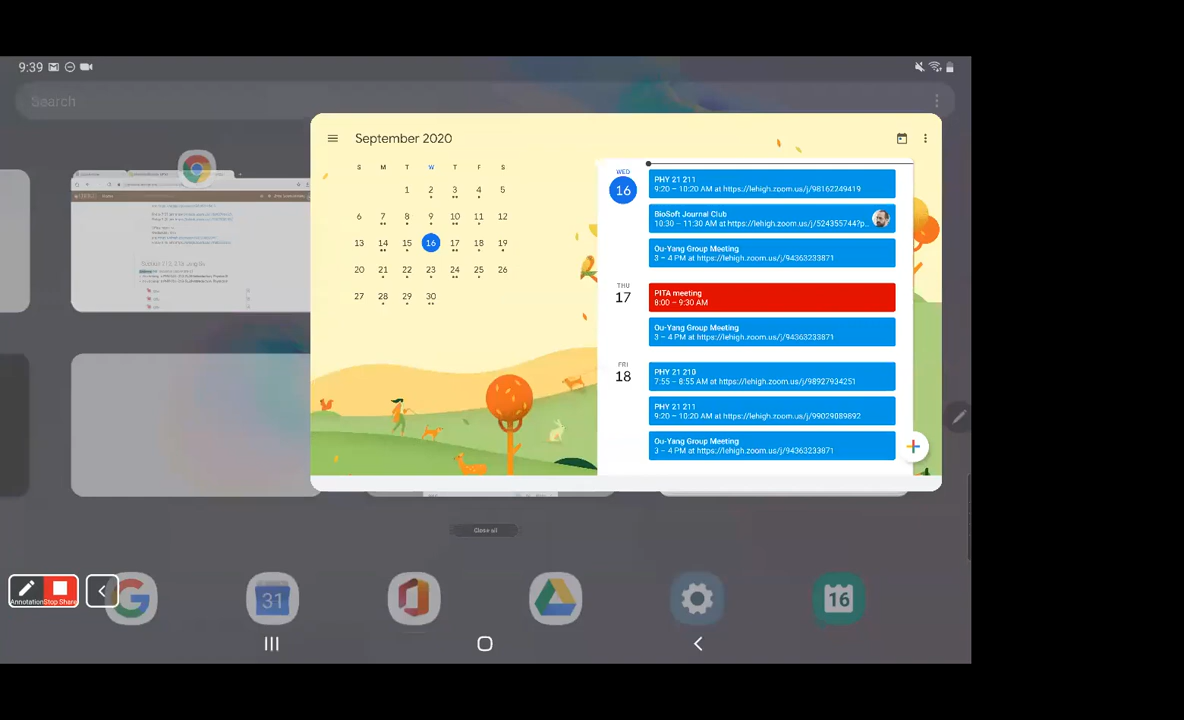 9:39
Search
September 2020
S M T W T F S
1 2 3 4 5
6 7 8 9 10 11 12
13 14 15 16 17 18 19
20 21 22 23 24 25 26
27 28 29 30
WED
16
PHY 21 211
9:20 – 10:20 AM at https://lehigh.zoom.us/j/98162249419
BioSoft Journal Club
10:30 – 11:30 AM at https://lehigh.zoom.us/j/524355744?p_
Ou-Yang Group Meeting
3 – 4 PM at https://lehigh.zoom.us/j/94363233871
THU
17
PITA meeting
8:00 – 9:30 AM
Ou-Yang Group Meeting
3 – 4 PM at https://lehigh.zoom.us/j/94363233871
FRI
18
PHY 21 210
7:55 – 8:55 AM at https://lehigh.zoom.us/j/98927934251
PHY 21 211
9:20 – 10:20 AM at https://lehigh.zoom.us/j/99029089892
Ou-Yang Group Meeting
3 – 4 PM at https://lehigh.zoom.us/j/94363233871
Close all
Annotation
Stop Share
31
16